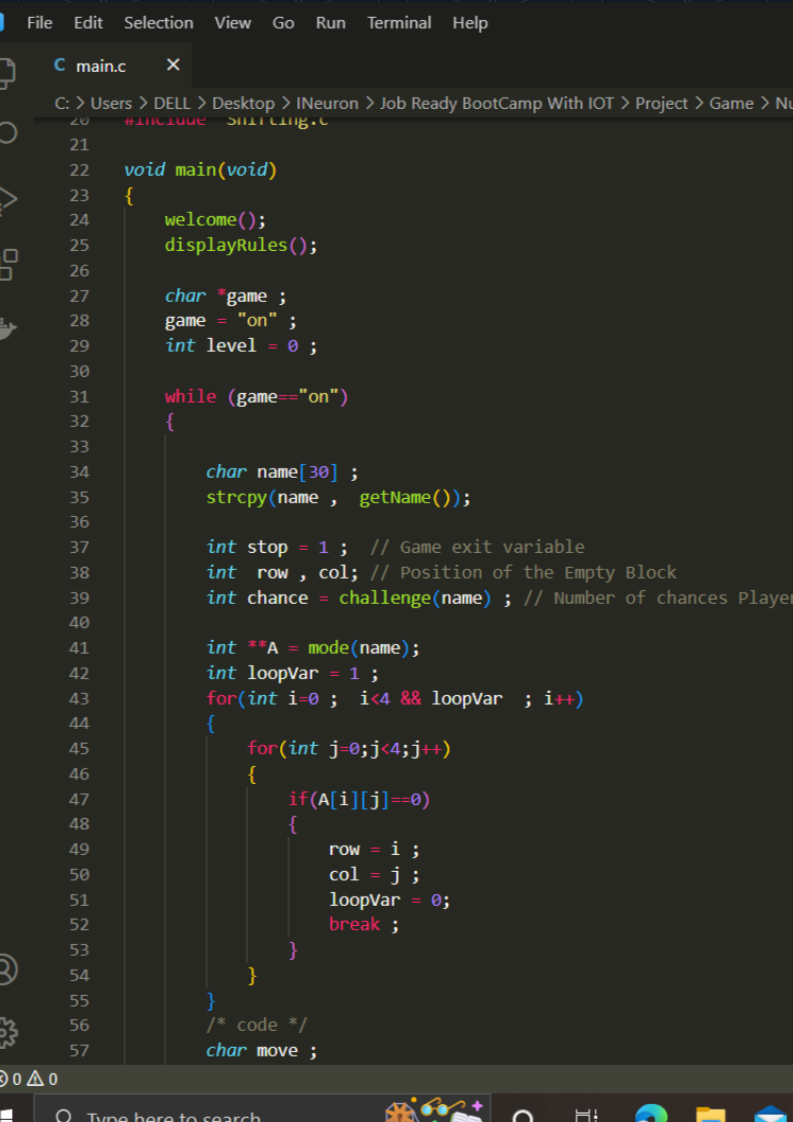 File Edit Selection View Go Run Terminal Help
C main.c ✕
C: > Users > DELL > Desktop > INeuron > Job Ready BootCamp With IOT > Project > Game > Nu
20 #include "Shifting.c"
21
22 void main(void)
23 {
24 welcome();
25 displayRules();
26
27 char *game ;
28 game = "on" ;
29 int level = 0 ;
30
31 while (game=="on")
32 {
33
34 char name[30] ;
35 strcpy(name , getName());
36
37 int stop = 1 ; // Game exit variable
38 int row , col; // Position of the Empty Block
39 int chance = challenge(name) ; // Number of chances Player
40
41 int **A = mode(name);
42 int loopVar = 1 ;
43 for(int i=0 ; i<4 && loopVar ; i++)
44 {
45 for(int j=0;j<4;j++)
46 {
47 if(A[i][j]==0)
48 {
49 row = i ;
50 col = j ;
51 loopVar = 0;
52 break ;
53 }
54 }
55 }
56 /* code */
57 char move ;
0 0
Type here to search